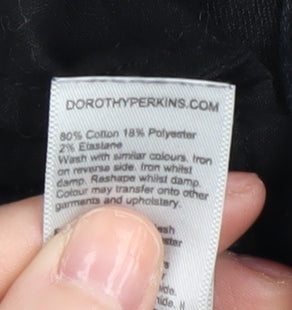 DOROTHYPERKINS.COM
80% Cotton 18% Polyester
2% Elastane
Wash with similar colours. Iron
on reverse side. Iron whilst
damp. Reshape whilst damp.
Colour may transfer onto other
garments and upholstery.